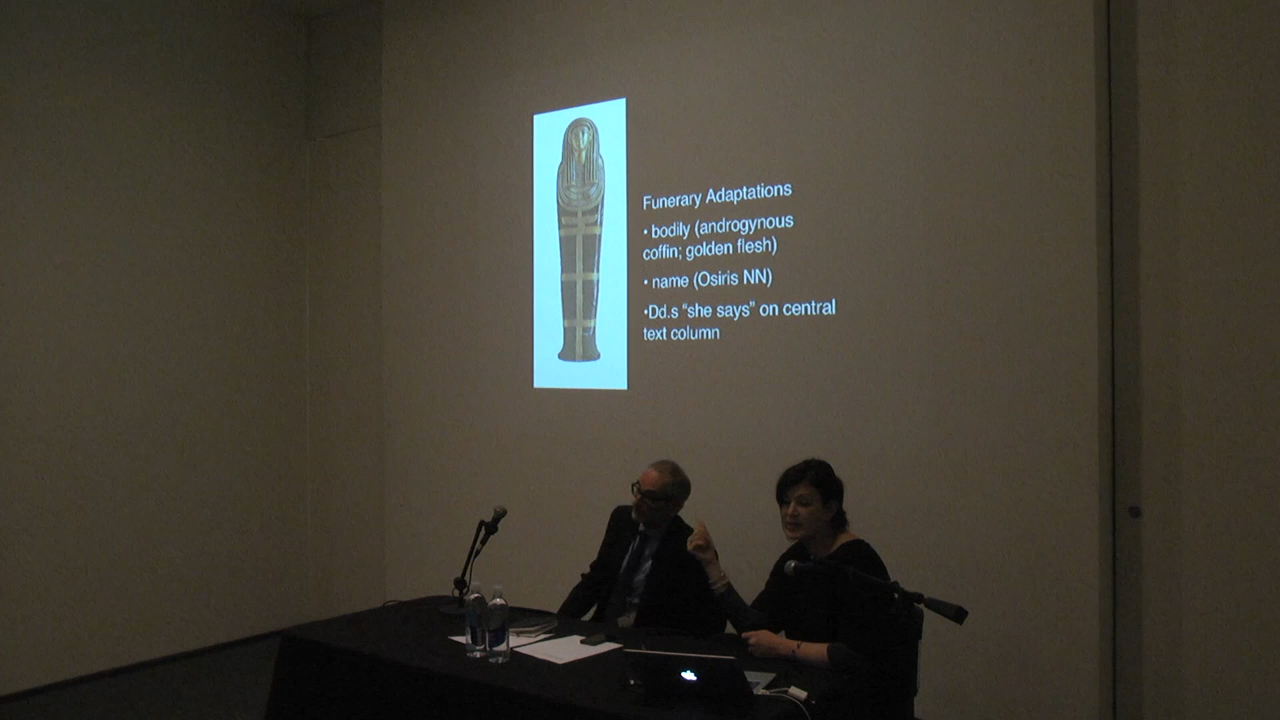 Funerary Adaptations
• bodily (androgynous
coffin; golden flesh)
• name (Osiris NN)
•Dd.s “she says” on central
text column